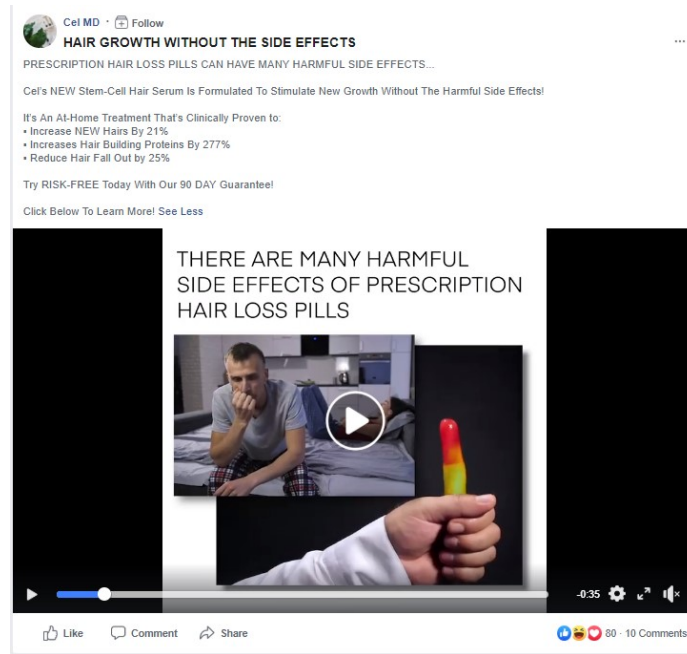 Cel MD · Follow
HAIR GROWTH WITHOUT THE SIDE EFFECTS
PRESCRIPTION HAIR LOSS PILLS CAN HAVE MANY HARMFUL SIDE EFFECTS...
Cel's NEW Stem-Cell Hair Serum Is Formulated To Stimulate New Growth Without The Harmful Side Effects!
It's An At-Home Treatment That's Clinically Proven to:
▪ Increase NEW Hairs By 21%
▪ Increases Hair Building Proteins By 277%
▪ Reduce Hair Fall Out by 25%
Try RISK-FREE Today With Our 90 DAY Guarantee!
Click Below To Learn More! See Less
THERE ARE MANY HARMFUL
SIDE EFFECTS OF PRESCRIPTION
HAIR LOSS PILLS
-0:35
Like Comment Share 80 · 10 Comments